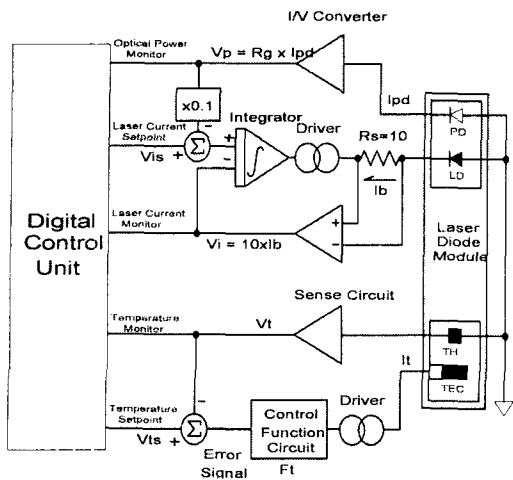 I/V Converter
Optical Power
Monitor
Vp = Rg x Ipd
Ipd
x0.1
PD
Laser Current
Setpoint
Vis
+
−
Σ
Integrator
+
−
∫
Driver
Rs=10
Ib
LD
Digital
Control
Unit
Laser Current
Monitor
Vi = 10xIb
+
−
Laser
Diode
Module
Sense Circuit
Temperature
Monitor
Vt
TH
It
TEC
−
Temperature
Setpoint
Vts
+
Σ
Error
Signal
Control
Function
Circuit
Ft
Driver